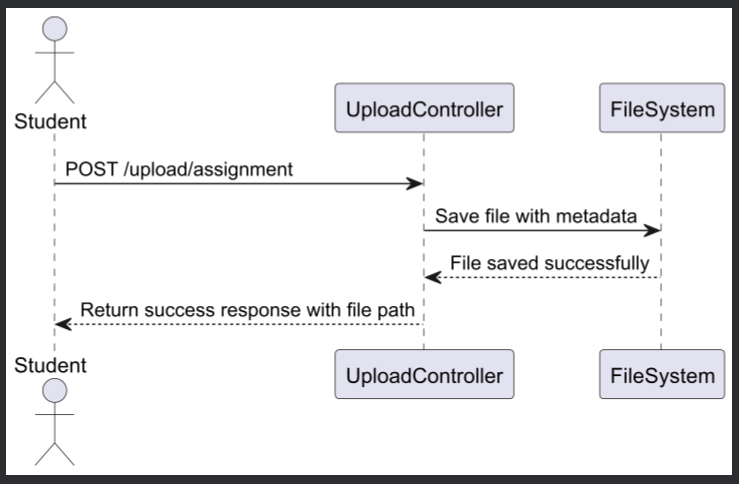 Student
UploadController
FileSystem
POST /upload/assignment
Save file with metadata
File saved successfully
Return success response with file path
Student
UploadController
FileSystem